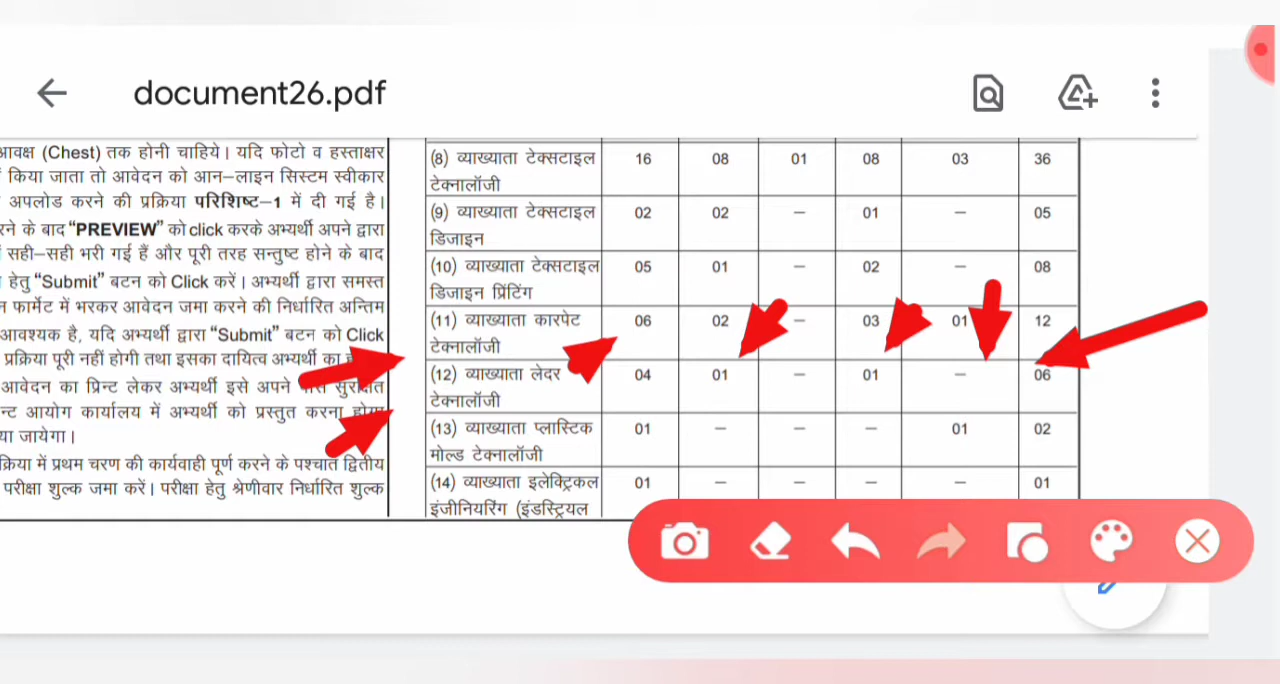 document26.pdf
आवक्ष (Chest) तक होनी चाहिये। यदि फोटो व हस्ताक्षर
किया जाता तो आवेदन को आन–लाइन सिस्टम स्वीकार
अपलोड करने की प्रक्रिया परिशिष्ट–1 में दी गई है।
रने के बाद "PREVIEW" को click करके अभ्यर्थी अपने द्वारा
सही–सही भरी गई हैं और पूरी तरह सन्तुष्ट होने के बाद
हेतु "Submit" बटन को Click करें। अभ्यर्थी द्वारा समस्त
न फार्मेट में भरकर आवेदन जमा करने की निर्धारित अन्तिम
आवश्यक है, यदि अभ्यर्थी द्वारा "Submit" बटन को Click
प्रक्रिया पूरी नहीं होगी तथा इसका दायित्व अभ्यर्थी का
आवेदन का प्रिन्ट लेकर अभ्यर्थी इसे अपने सुरक्षित
न्ट आयोग कार्यालय में अभ्यर्थी को प्रस्तुत करना होगा
या जायेगा।
क्रिया में प्रथम चरण की कार्यवाही पूर्ण करने के पश्चात द्वितीय
परीक्षा शुल्क जमा करें। परीक्षा हेतु श्रेणीवार निर्धारित शुल्क
(8) व्याख्याता टेक्सटाइल 16 08 01 08 03 36
टेक्नालॉजी
(9) व्याख्याता टेक्सटाइल 02 02 – 01 – 05
डिजाइन
(10) व्याख्याता टेक्सटाइल 05 01 – 02 – 08
डिजाइन प्रिंटिंग
(11) व्याख्याता कारपेट 06 02 – 03 01 12
टेक्नालॉजी
(12) व्याख्याता लेदर 04 01 – 01 – 06
टेक्नालॉजी
(13) व्याख्याता प्लास्टिक 01 – – – 01 02
मोल्ड टेक्नालॉजी
(14) व्याख्याता इलेक्ट्रिकल 01 – – – – 01
इंजीनियरिंग (इंडस्ट्रियल